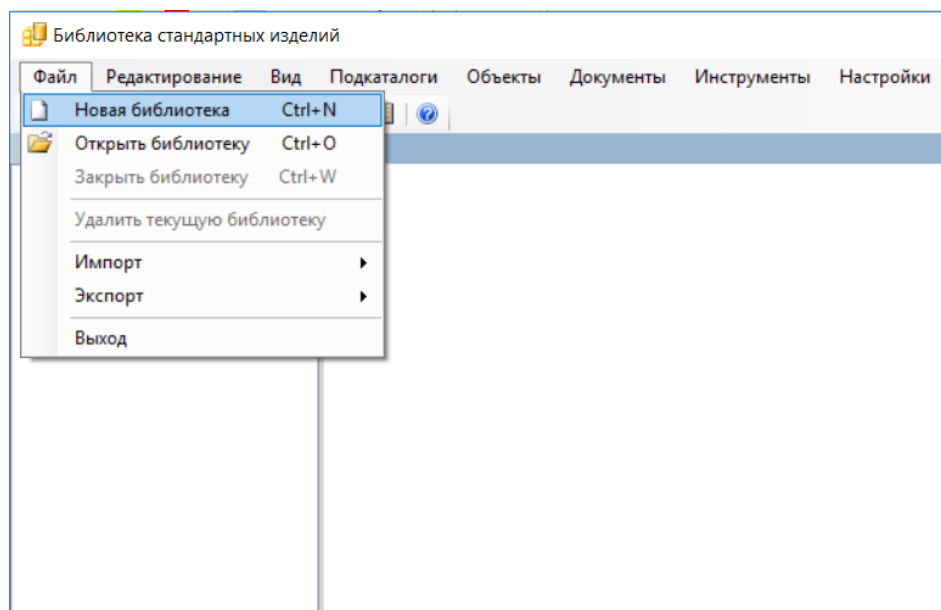 Библиотека стандартных изделий
Файл Редактирование Вид Подкаталоги Объекты Документы Инструменты Настройки
Новая библиотека Ctrl+N
Открыть библиотеку Ctrl+O
Закрыть библиотеку Ctrl+W
Удалить текущую библиотеку
Импорт
Экспорт
Выход